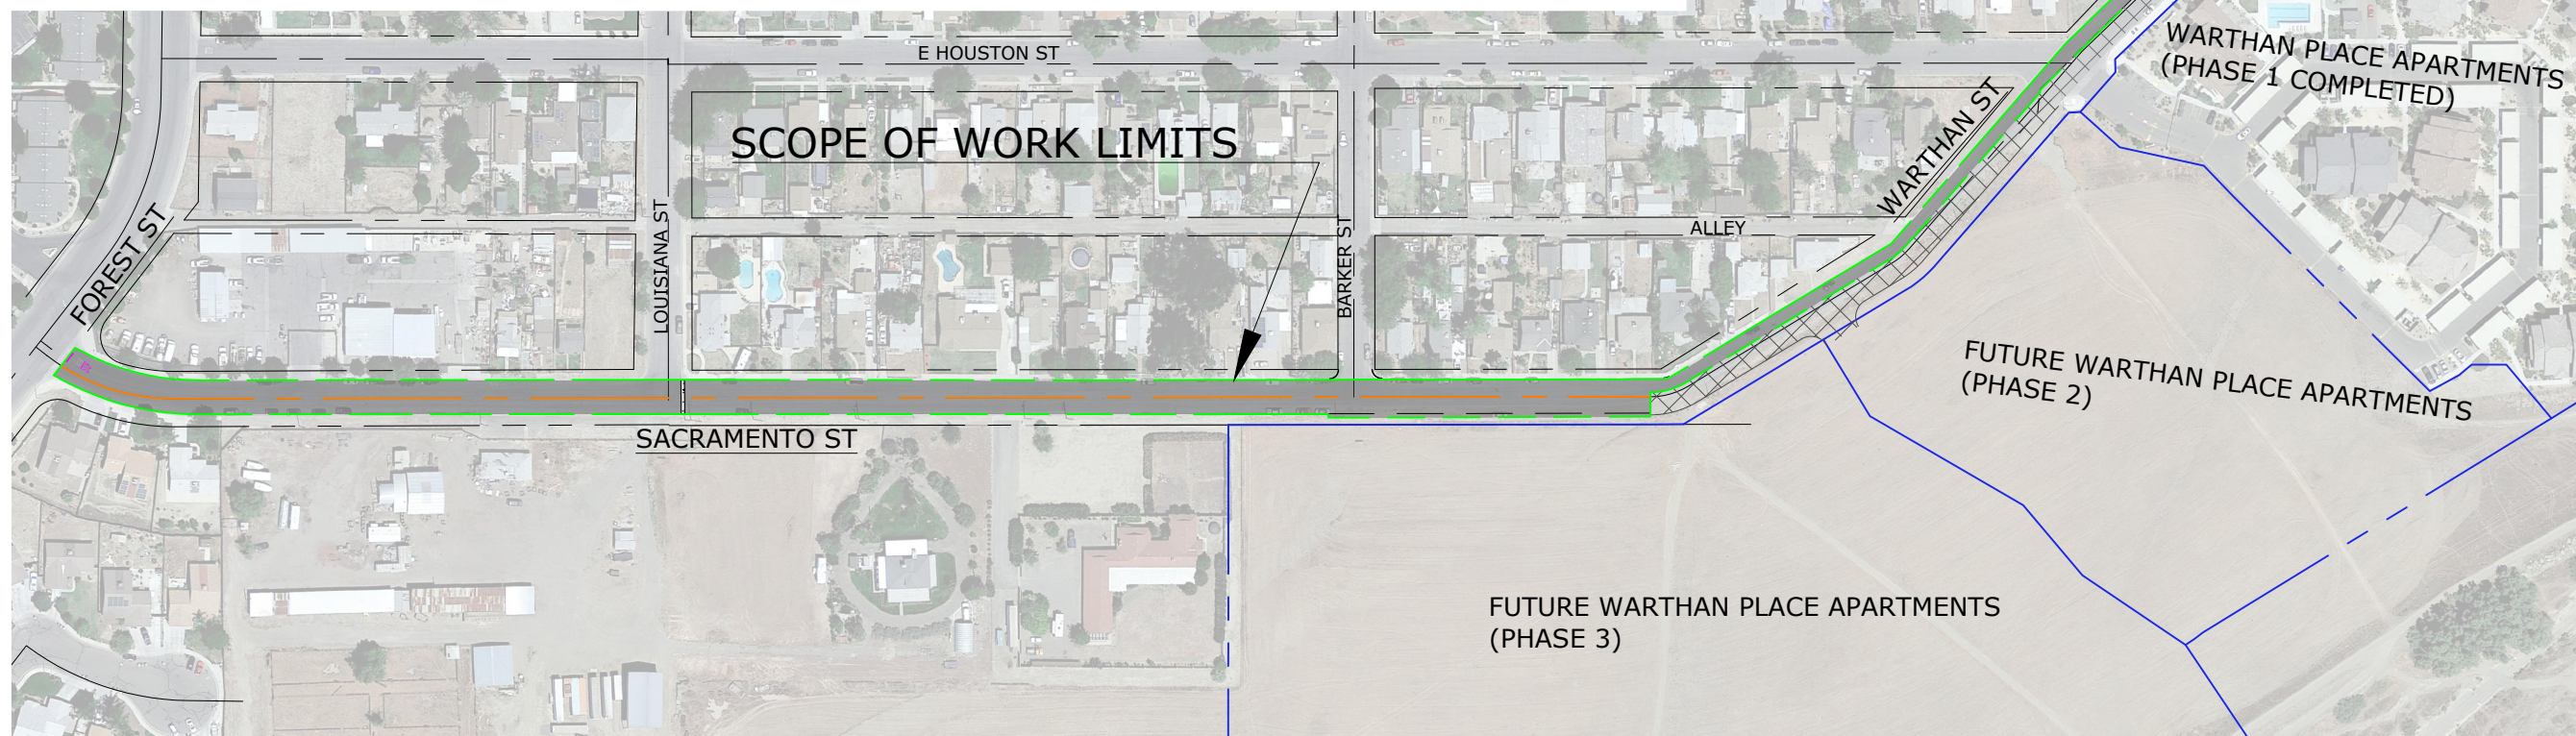 E HOUSTON ST
WARTHAN PLACE APARTMENTS
(PHASE 1 COMPLETED)
SCOPE OF WORK LIMITS
WARTHAN ST
FOREST ST
LOUISIANA ST
BARKER ST
ALLEY
FUTURE WARTHAN PLACE APARTMENTS
(PHASE 2)
SACRAMENTO ST
FUTURE WARTHAN PLACE APARTMENTS
(PHASE 3)